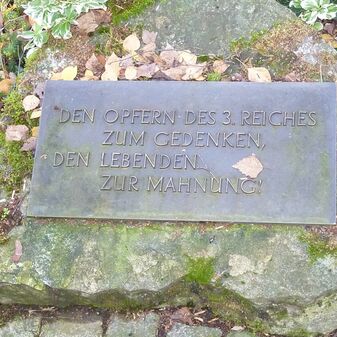 DEN OPFERN DES 3. REICHES
ZUM GEDENKEN,
DEN LEBENDEN
ZUR MAHNUNG!